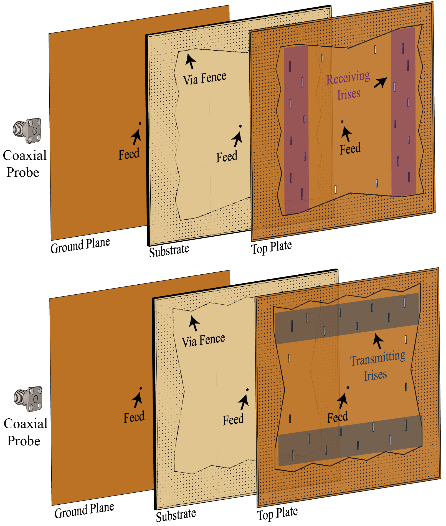 Via Fence
Receiving
Irises
Coaxial
Probe
Feed
Feed
Feed
Ground Plane
Substrate
Top Plate
Via Fence
Transmitting
Irises
Coaxial
Probe
Feed
Feed
Feed
Ground Plane
Substrate
Top Plate